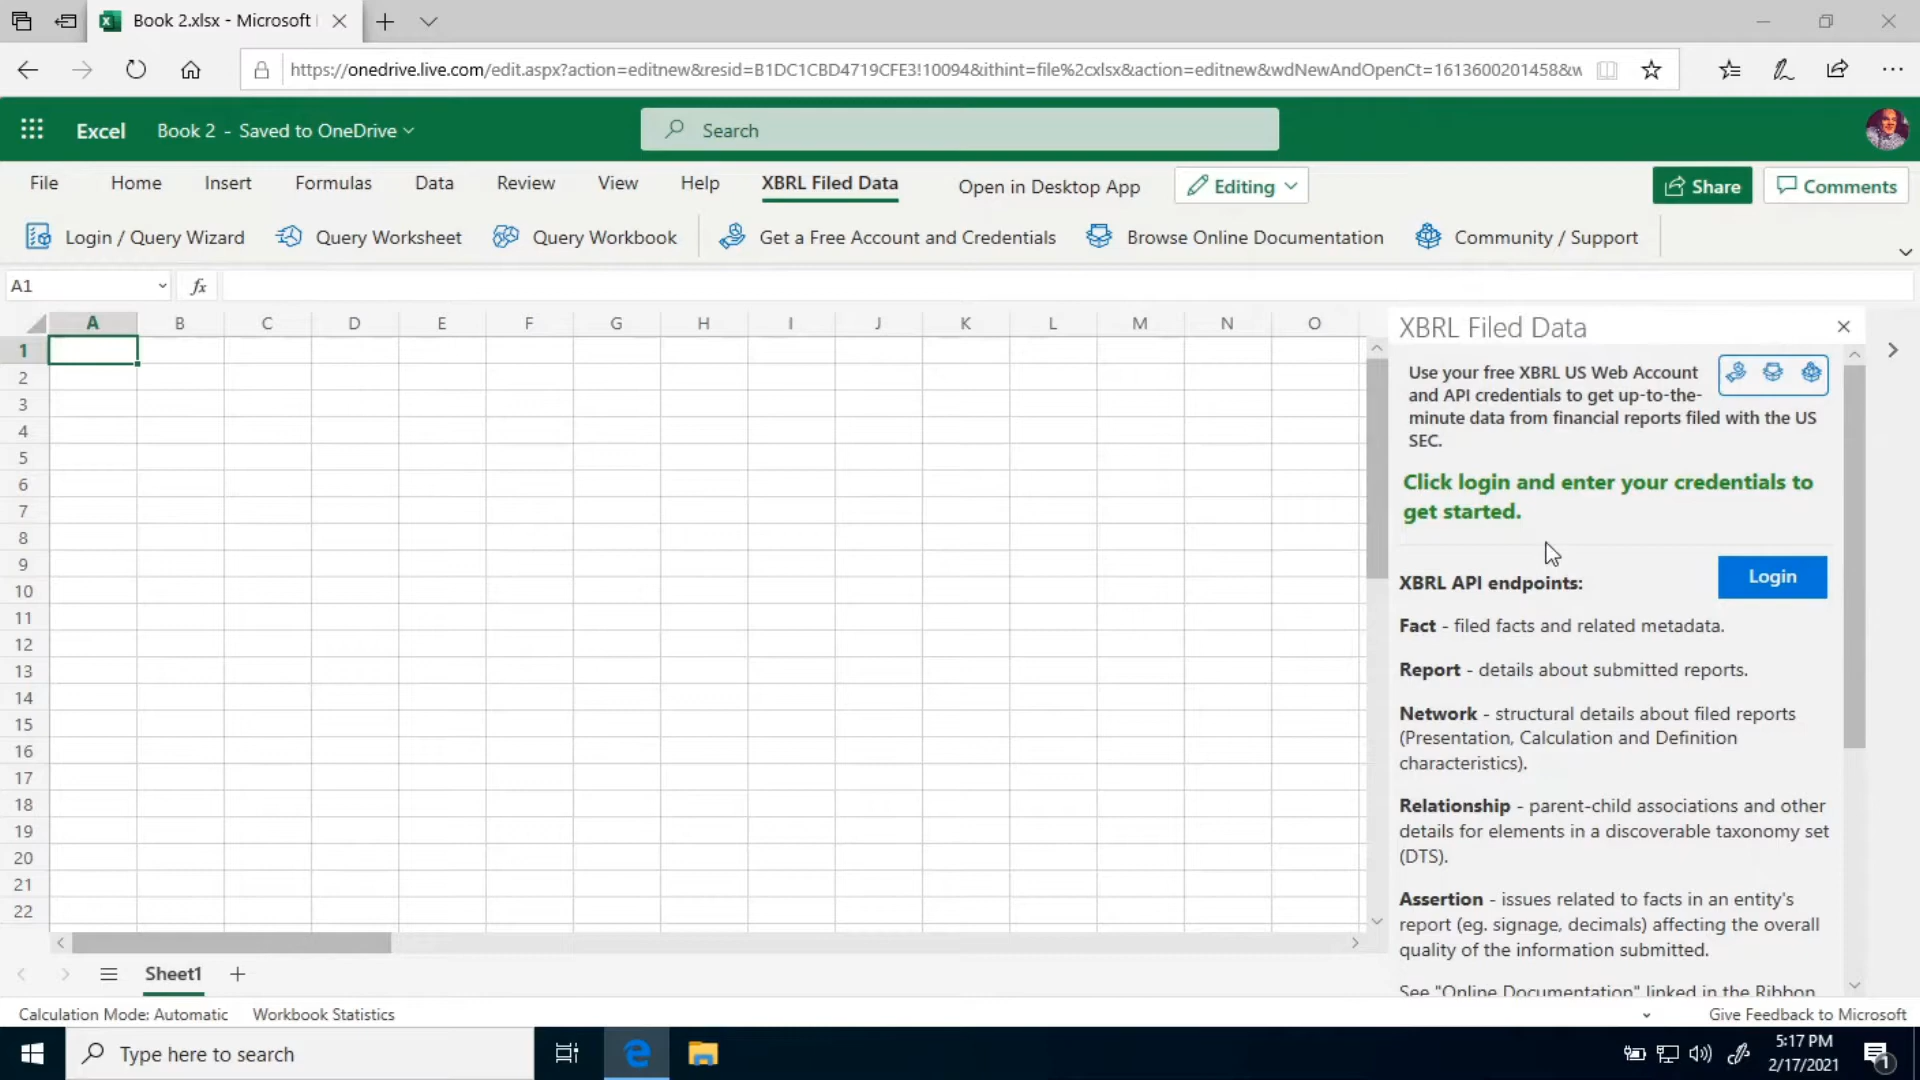 Book 2.xlsx - Microsoft
https://onedrive.live.com/edit.aspx?action=editnew&resid=B1DC1CBD4719CFE3!10094&ithint=file%2cxlsx&action=editnew&wdNewAndOpenCt=1613600201458&w
Excel Book 2 - Saved to OneDrive Search
File Home Insert Formulas Data Review View Help XBRL Filed Data Open in Desktop App Editing Share Comments
Login / Query Wizard Query Worksheet Query Workbook Get a Free Account and Credentials Browse Online Documentation Community / Support
A1 fx
A B C D E F G H I J K L M N O
1
2
3
4
5
6
7
8
9
10
11
12
13
14
15
16
17
18
19
20
21
22
XBRL Filed Data
Use your free XBRL US Web Account
and API credentials to get up-to-the-
minute data from financial reports filed with the US
SEC.
Click login and enter your credentials to
get started.
XBRL API endpoints: Login
Fact - filed facts and related metadata.
Report - details about submitted reports.
Network - structural details about filed reports
(Presentation, Calculation and Definition
characteristics).
Relationship - parent-child associations and other
details for elements in a discoverable taxonomy set
(DTS).
Assertion - issues related to facts in an entity's
report (eg. signage, decimals) affecting the overall
quality of the information submitted.
See "Online Documentation" linked in the Ribbon
Sheet1
Calculation Mode: Automatic Workbook Statistics Give Feedback to Microsoft
Type here to search
5:17 PM
2/17/2021
1